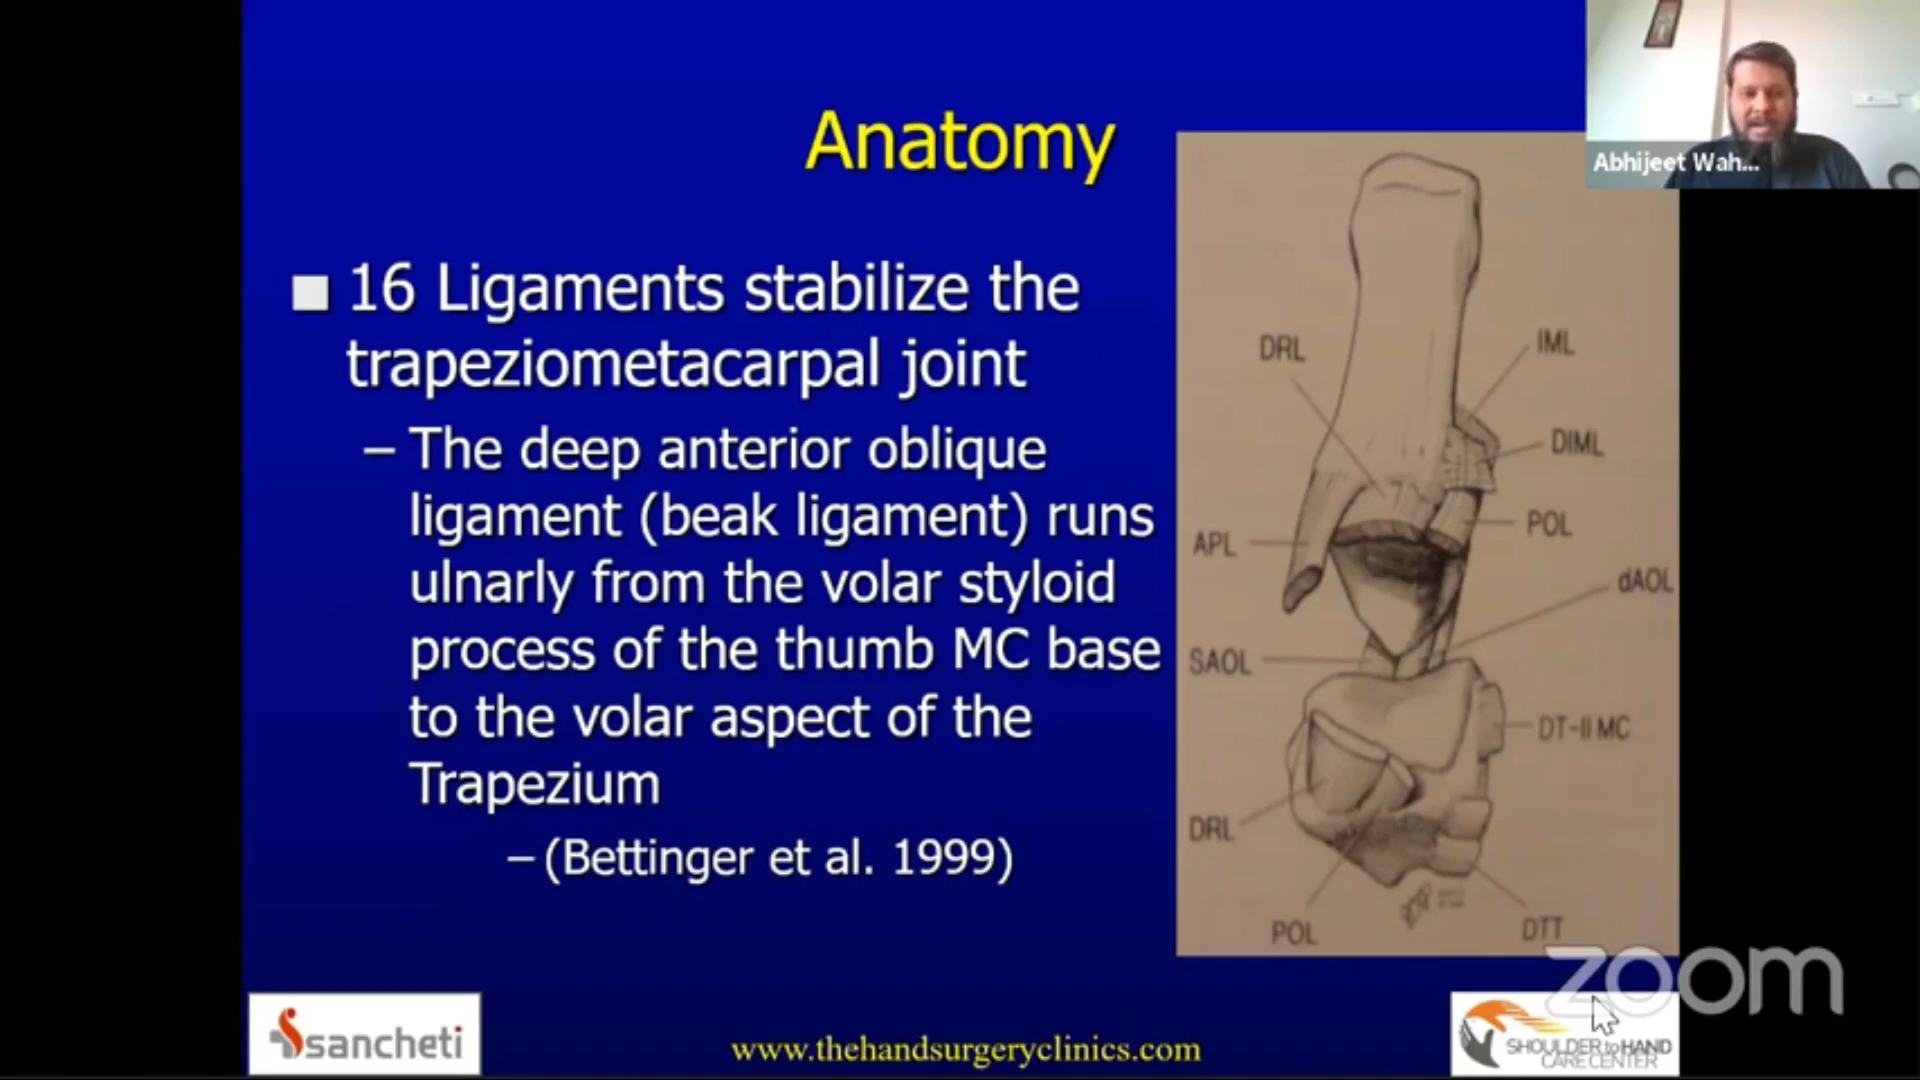 Anatomy
Abhijeet Wah...
16 Ligaments stabilize the
trapeziometacarpal joint
– The deep anterior oblique
ligament (beak ligament) runs
ulnarly from the volar styloid
process of the thumb MC base
to the volar aspect of the
Trapezium
– (Bettinger et al. 1999)
DRL
IML
DIML
POL
APL
dAOL
SAOL
DT-II MC
DRL
POL
DTT
zoom
sancheti
www.thehandsurgeryclinics.com
SHOULDER to HAND
CARE CENTER